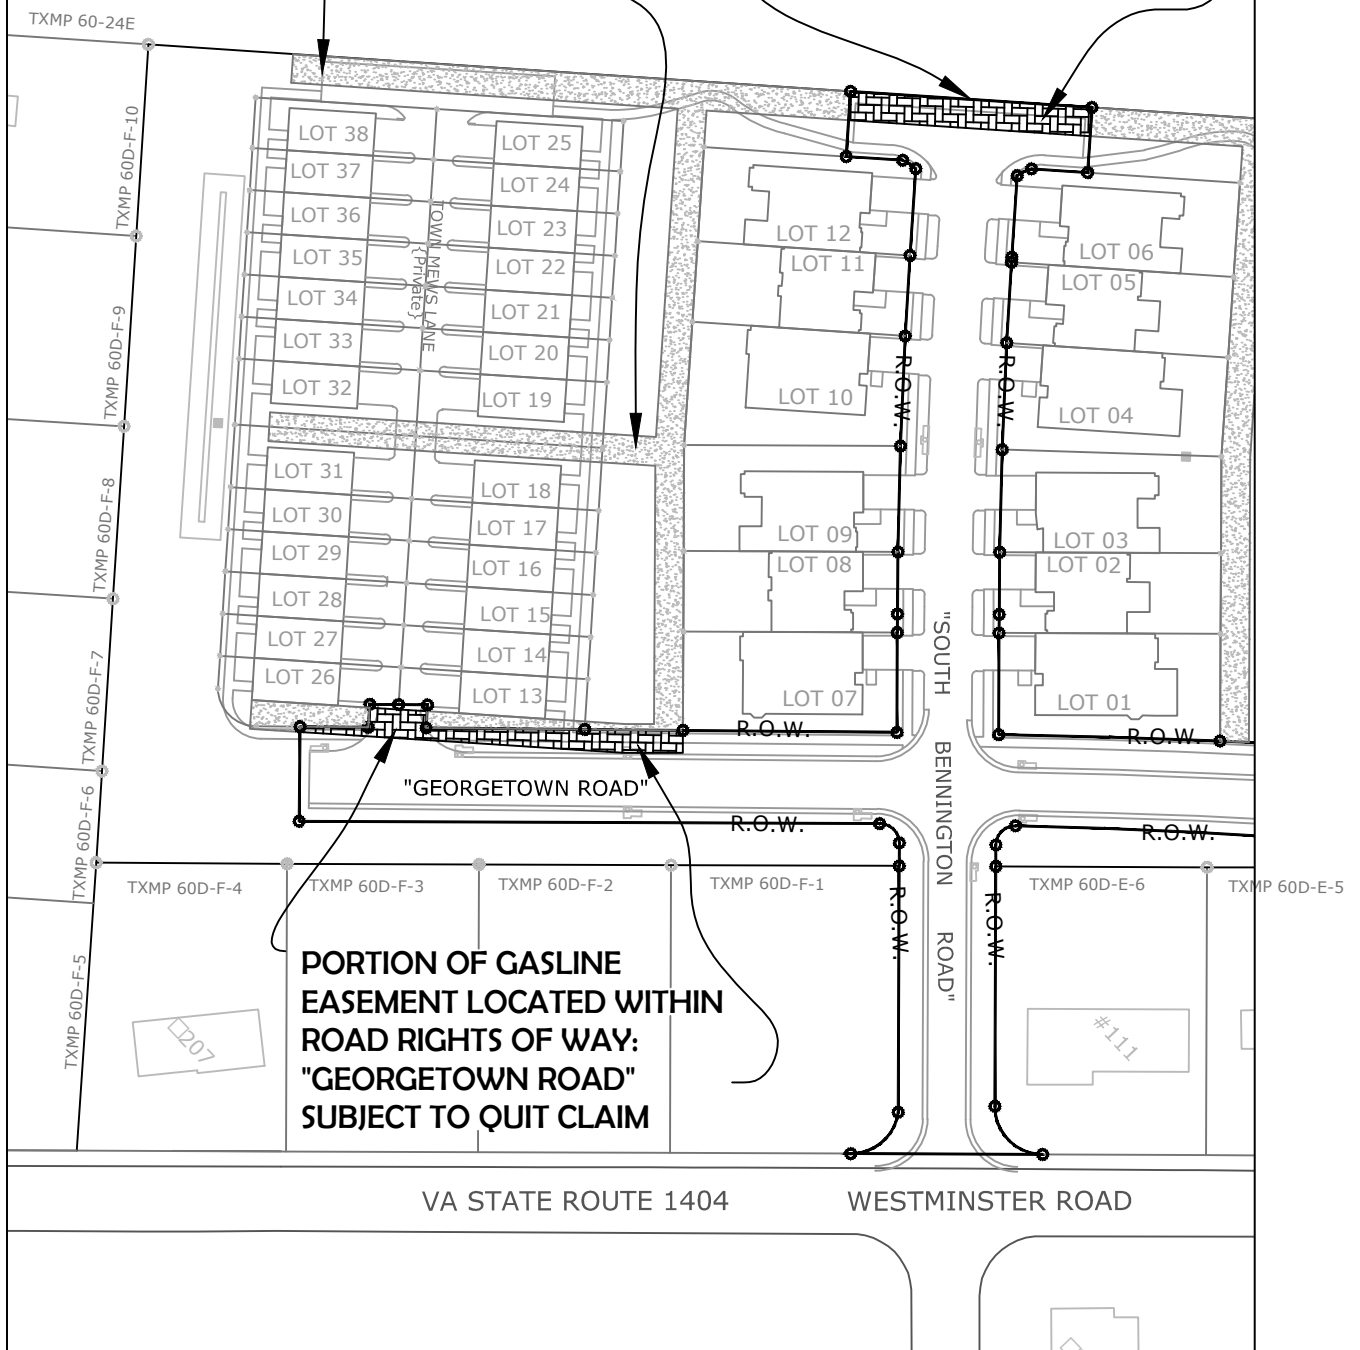 TXMP 60-24E
TXMP 60D-F-10
TXMP 60D-F-9
TXMP 60D-F-8
TXMP 60D-F-7
TXMP 60D-F-6
TXMP 60D-F-5
LOT 38
LOT 37
LOT 36
LOT 35
LOT 34
LOT 33
LOT 32
LOT 31
LOT 30
LOT 29
LOT 28
LOT 27
LOT 26
TOWN MEWS LANE
{Private}
LOT 25
LOT 24
LOT 23
LOT 22
LOT 21
LOT 20
LOT 19
LOT 18
LOT 17
LOT 16
LOT 15
LOT 14
LOT 13
LOT 12
LOT 11
LOT 10
LOT 09
LOT 08
LOT 07
R.O.W.
R.O.W.
LOT 06
LOT 05
LOT 04
LOT 03
LOT 02
LOT 01
"SOUTH BENNINGTON ROAD"
R.O.W.
R.O.W.
"GEORGETOWN ROAD"
R.O.W.
R.O.W.
TXMP 60D-F-4
TXMP 60D-F-3
TXMP 60D-F-2
TXMP 60D-F-1
TXMP 60D-E-6
TXMP 60D-E-5
R.O.W.
R.O.W.
PORTION OF GASLINE
EASEMENT LOCATED WITHIN
ROAD RIGHTS OF WAY:
"GEORGETOWN ROAD"
SUBJECT TO QUIT CLAIM
207
#111
VA STATE ROUTE 1404 WESTMINSTER ROAD